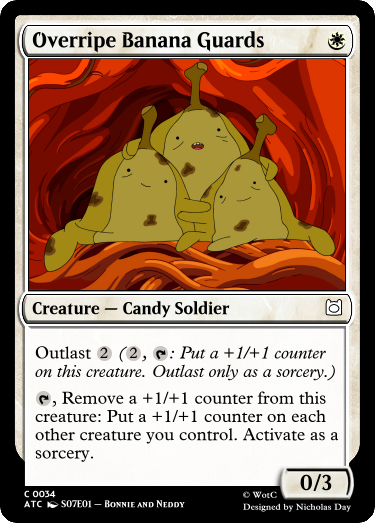 Overripe Banana Guards
Creature — Candy Soldier
Outlast 2 (2, : Put a +1/+1 counter
on this creature. Outlast only as a sorcery.)
, Remove a +1/+1 counter from this
creature: Put a +1/+1 counter on each
other creature you control. Activate as a
sorcery.
0/3
C 0034
ATC S07E01 – Bonnie and Neddy
© WotC
Designed by Nicholas Day